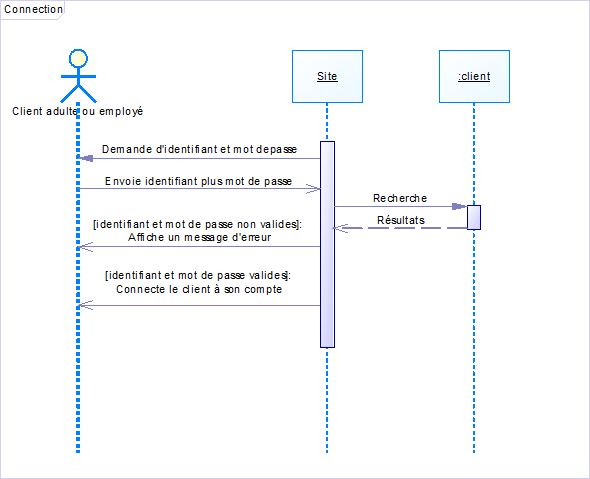 Connection
Site
:client
Client adulte ou employé
Demande d'identifiant et mot depasse
Envoie identifiant plus mot de passe
Recherche
Résultats
[identifiant et mot de passe non valides]:
Affiche un message d'erreur
[identifiant et mot de passe valides]:
Connecte le client à son compte